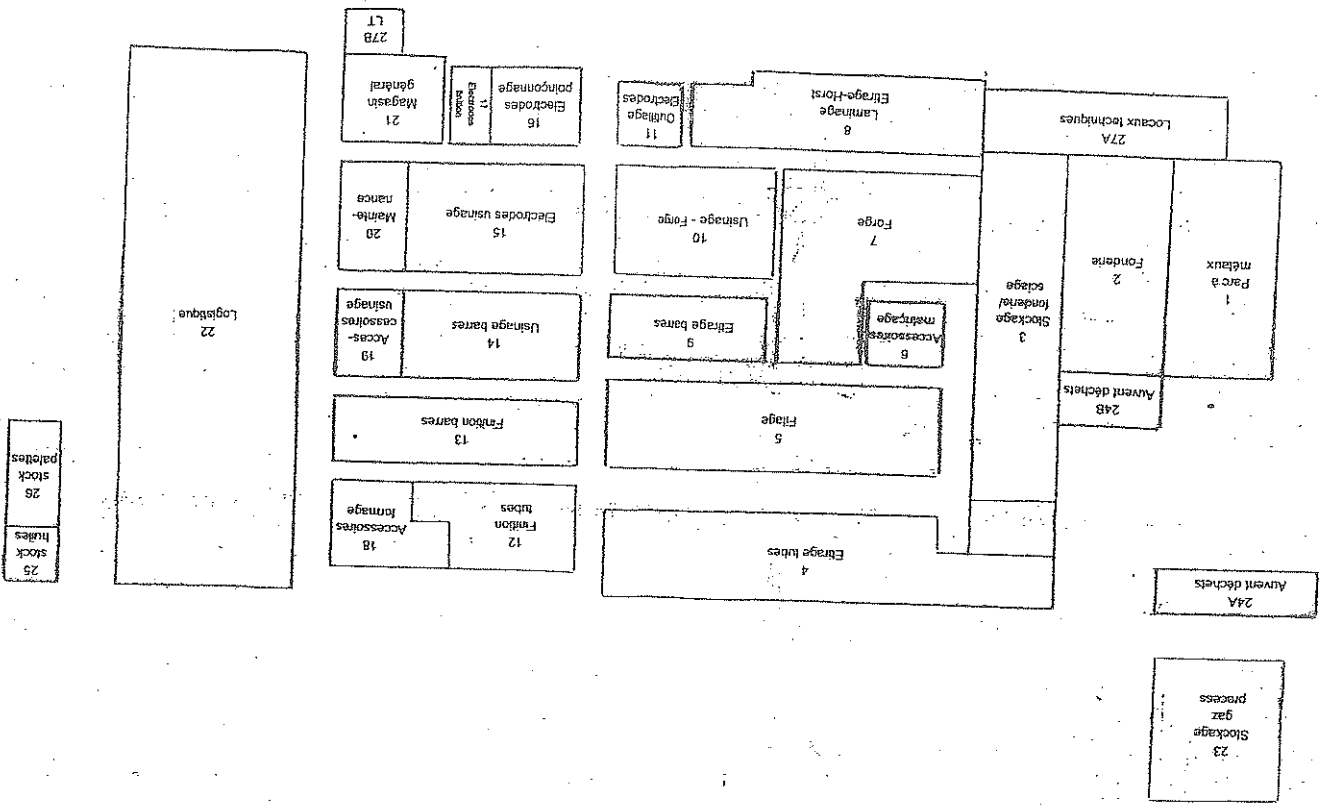 23
Stockage
gaz
process
24A
Auvent déchets
4
Etirage tubes
12
Finition
tubes
18
Accessoires
formage
25
stock
huiles
26
stock
palettes
5
Filage
13
Finition barres
24B
Auvent déchets
1
Parc à
métaux
2
Fonderie
3
Stockage
fonderie/
sciage
6
Accessoires
matriçage
9
Etirage barres
14
Usinage barres
19
Acces-
cessoires
usinage
22
Logistique
7
Forge
10
Usinage - Forge
15
Electrodes usinage
20
Mainte-
nance
27A
Locaux techniques
8
Laminage
Etirage-Horst
11
Outillage
Electrodes
16
Electrodes
poinçonnage
17
Electrodes
21
Magasin
général
27B
LT